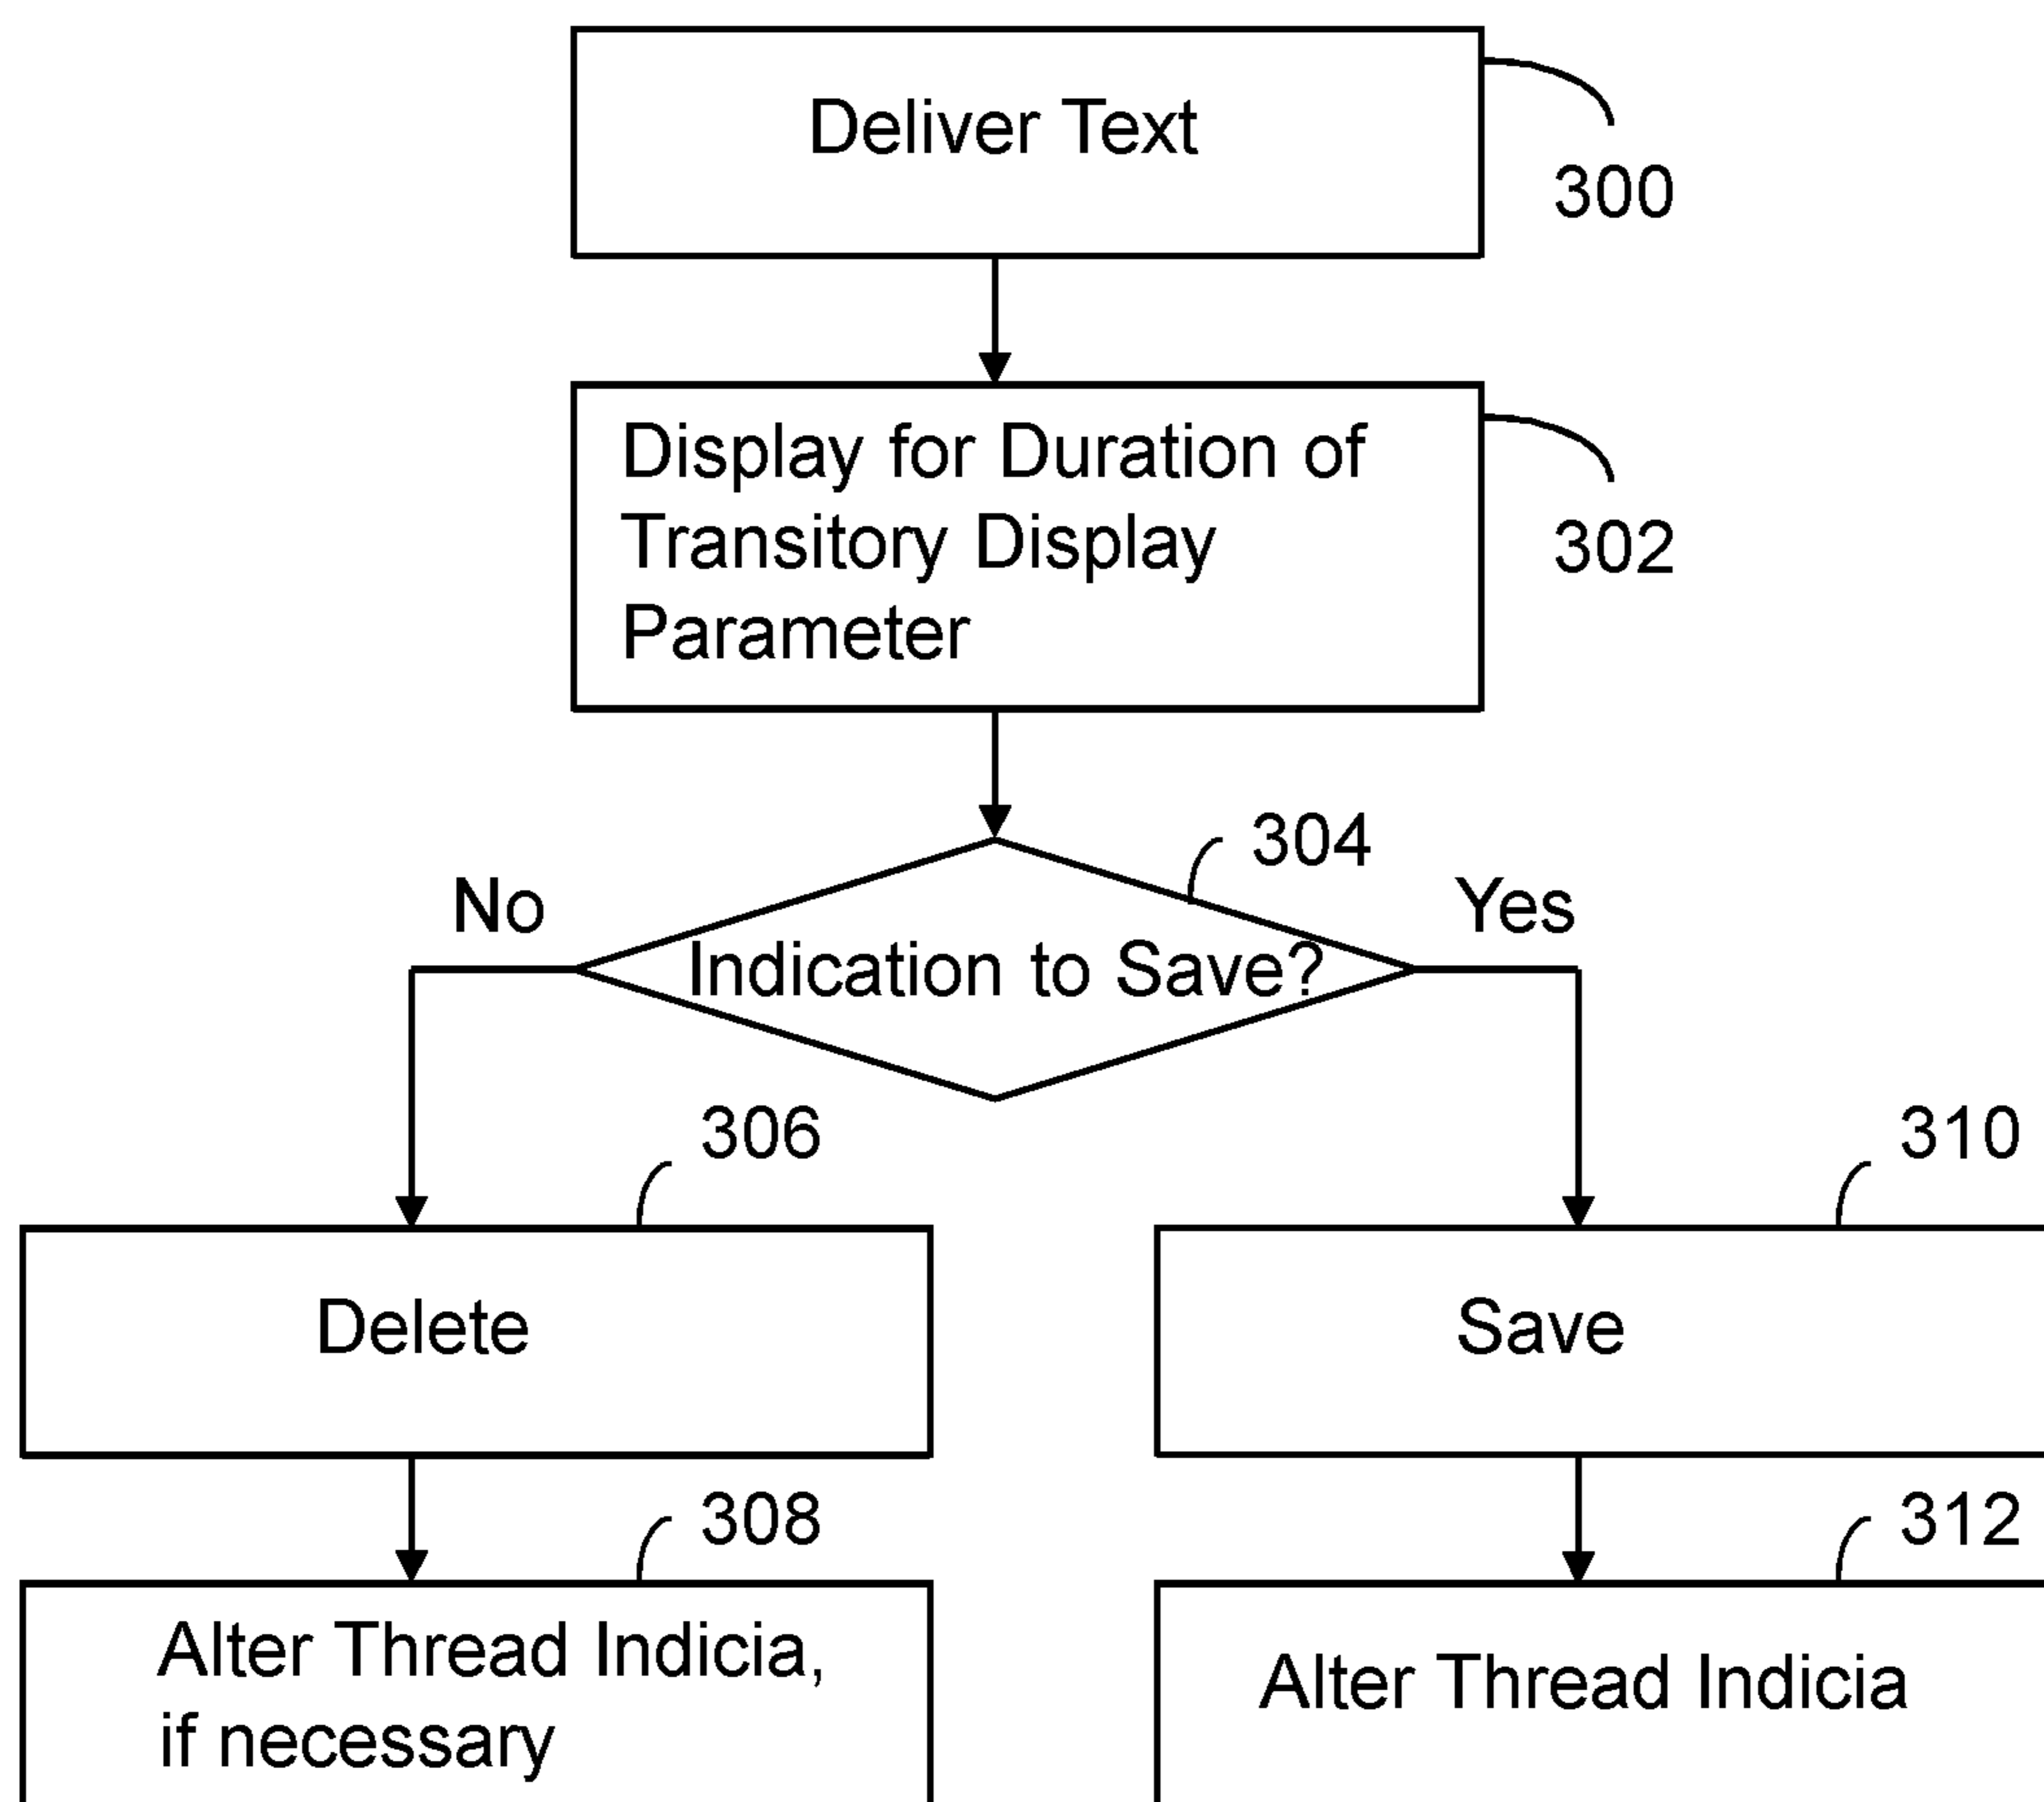 Deliver Text
300
Display for Duration of
Transitory Display
Parameter
302
304
No
Yes
Indication to Save?
306
310
Delete
Save
308
312
Alter Thread Indicia,
if necessary
Alter Thread Indicia